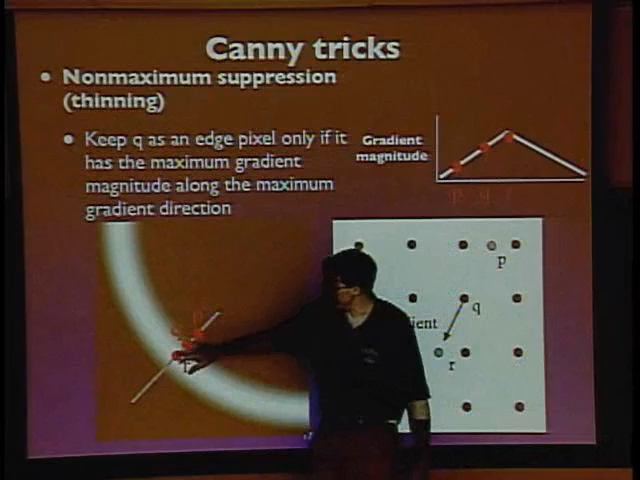 Canny tricks
• Nonmaximum suppression
(thinning)
• Keep q as an edge pixel only if it
has the maximum gradient
magnitude along the maximum
gradient direction
Gradient
magnitude
p q r
p
q
r